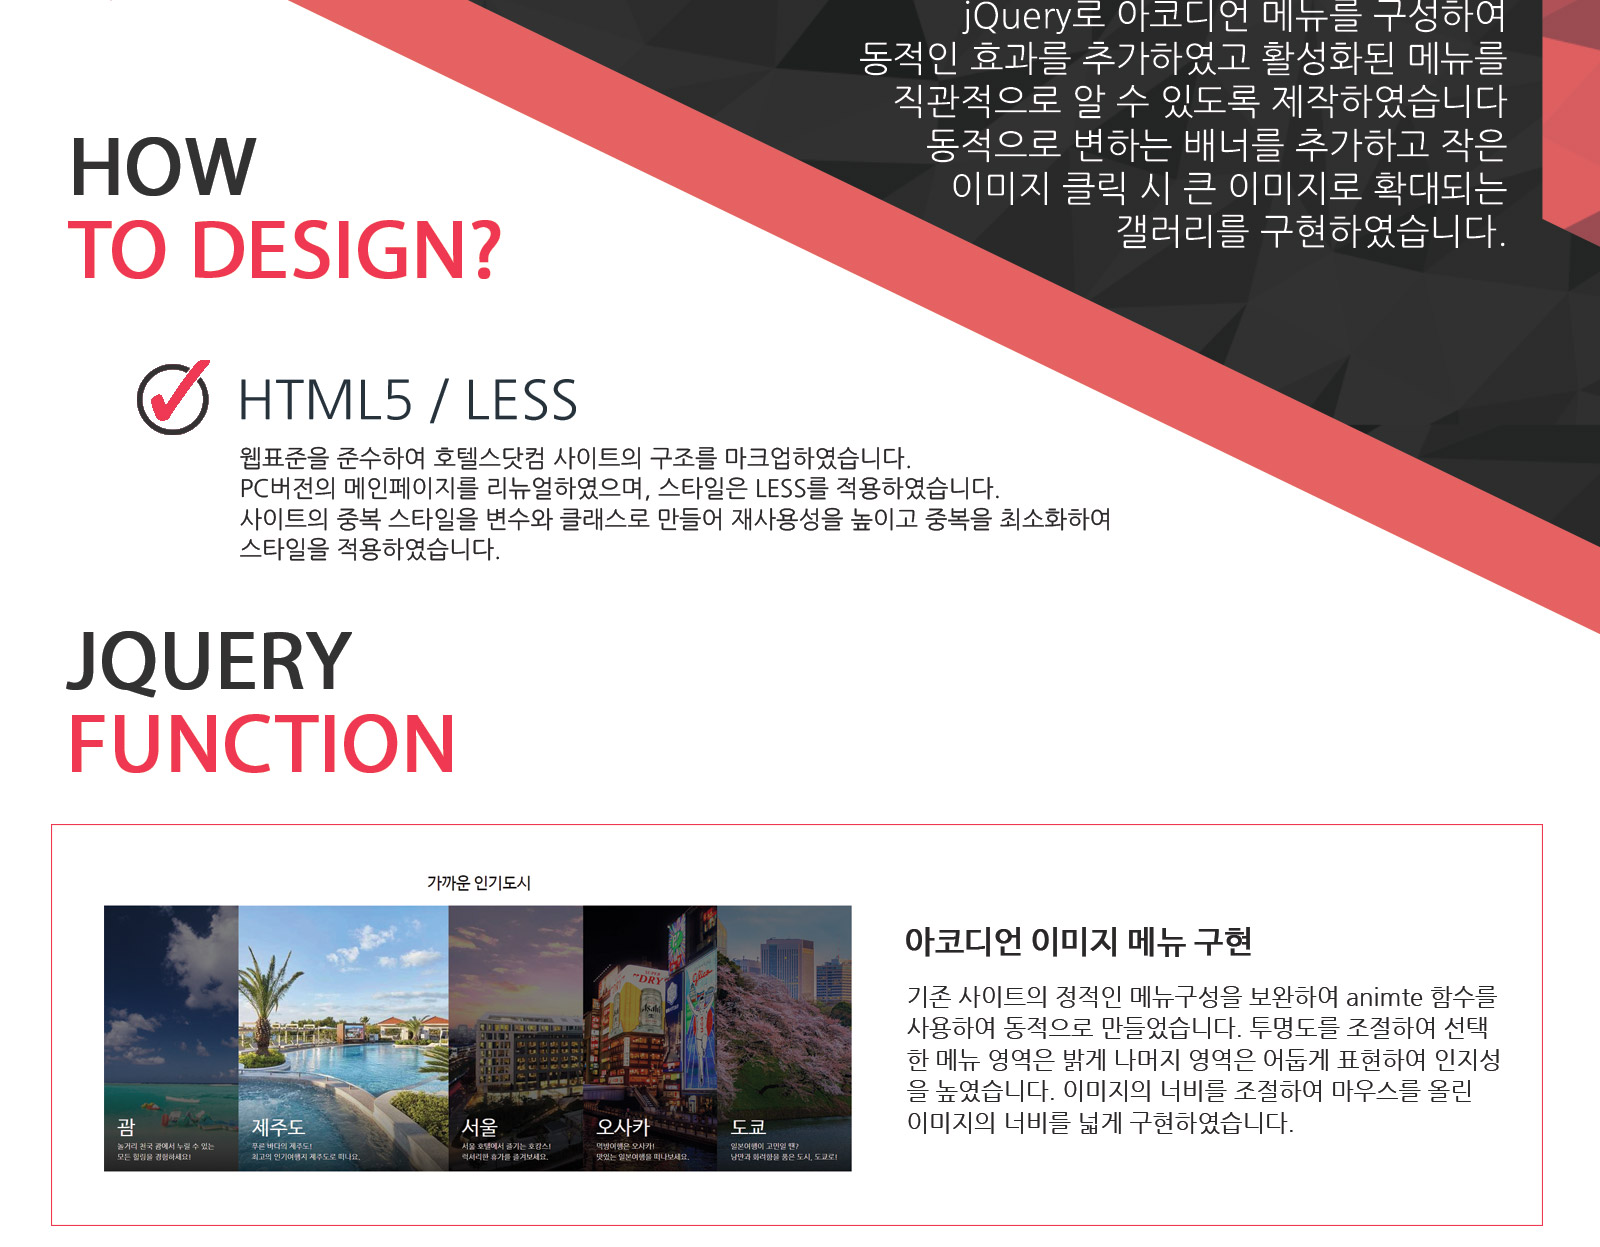 jQuery로 아코디언 메뉴를 구성하여
동적인 효과를 추가하였고 활성화된 메뉴를
직관적으로 알 수 있도록 제작하였습니다
동적으로 변하는 배너를 추가하고 작은
이미지 클릭 시 큰 이미지로 확대되는
갤러리를 구현하였습니다.
HOW
TO DESIGN?
HTML5 / LESS
웹표준을 준수하여 호텔스닷컴 사이트의 구조를 마크업하였습니다.
PC버전의 메인페이지를 리뉴얼하였으며, 스타일은 LESS를 적용하였습니다.
사이트의 중복 스타일을 변수와 클래스로 만들어 재사용성을 높이고 중복을 최소화하여
스타일을 적용하였습니다.
JQUERY
FUNCTION
가까운 인기도시
괌
놀거리 천국 괌에서 누릴 수 있는
모든 힐링을 경험하세요!
제주도
푸른 바다의 제주도!
최고의 인기여행지 제주도로 떠나요.
서울
서울 호텔에서 즐기는 호캉스!
럭셔리한 휴가를 즐겨보세요.
오사카
먹방여행은 오사카!
맛있는 일본여행을 떠나보세요.
도쿄
일본여행이 고민일 땐?
낭만과 화려함을 품은 도시, 도쿄로!
DRY
Asahi
Glico
아코디언 이미지 메뉴 구현
기존 사이트의 정적인 메뉴구성을 보완하여 animte 함수를
사용하여 동적으로 만들었습니다. 투명도를 조절하여 선택
한 메뉴 영역은 밝게 나머지 영역은 어둡게 표현하여 인지성
을 높였습니다. 이미지의 너비를 조절하여 마우스를 올린
이미지의 너비를 넓게 구현하였습니다.